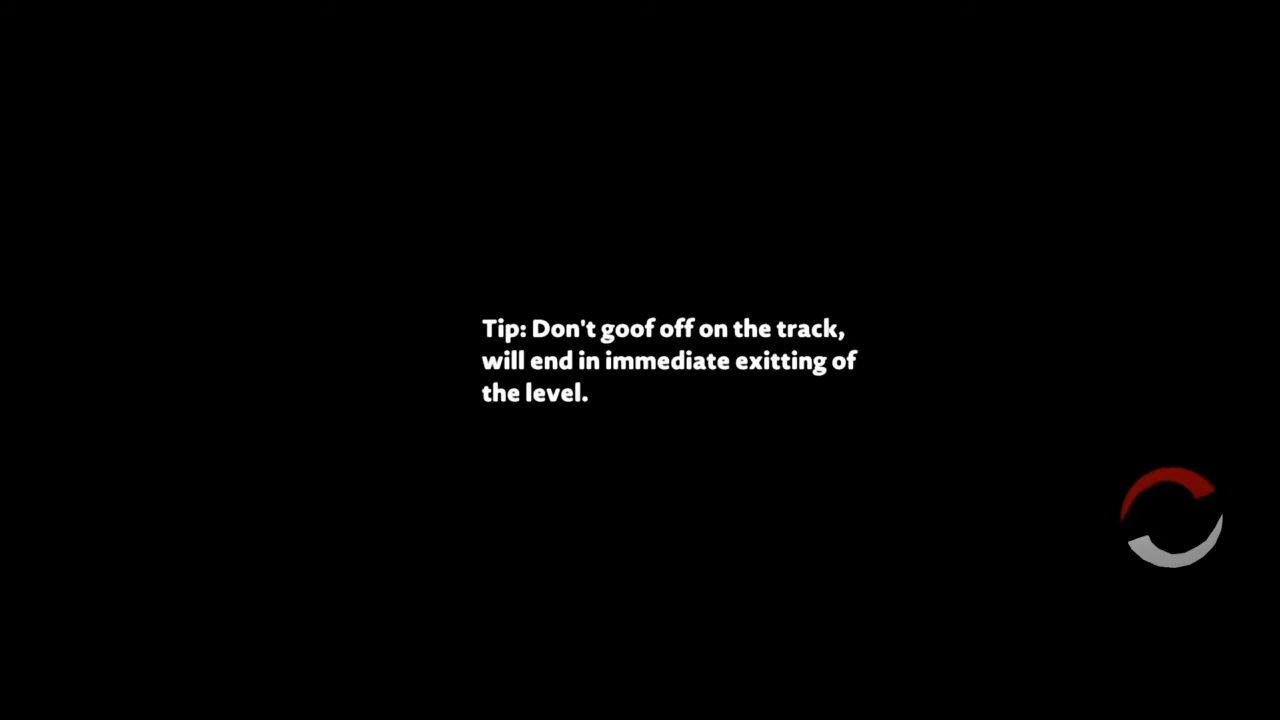 Tip: Don't goof off on the track,
will end in immediate exitting of
the level.